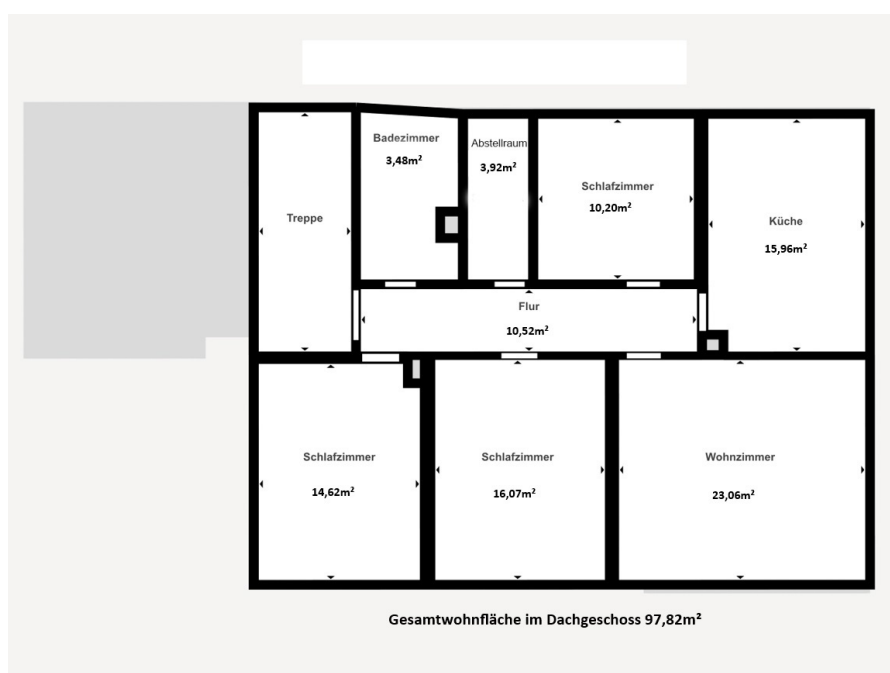 Badezimmer
3,48m²
Abstellraum
3,92m²
Schlafzimmer
10,20m²
Treppe
Küche
15,96m²
Flur
10,52m²
Schlafzimmer
14,62m²
Schlafzimmer
16,07m²
Wohnzimmer
23,06m²
Gesamtwohnfläche im Dachgeschoss 97,82m²